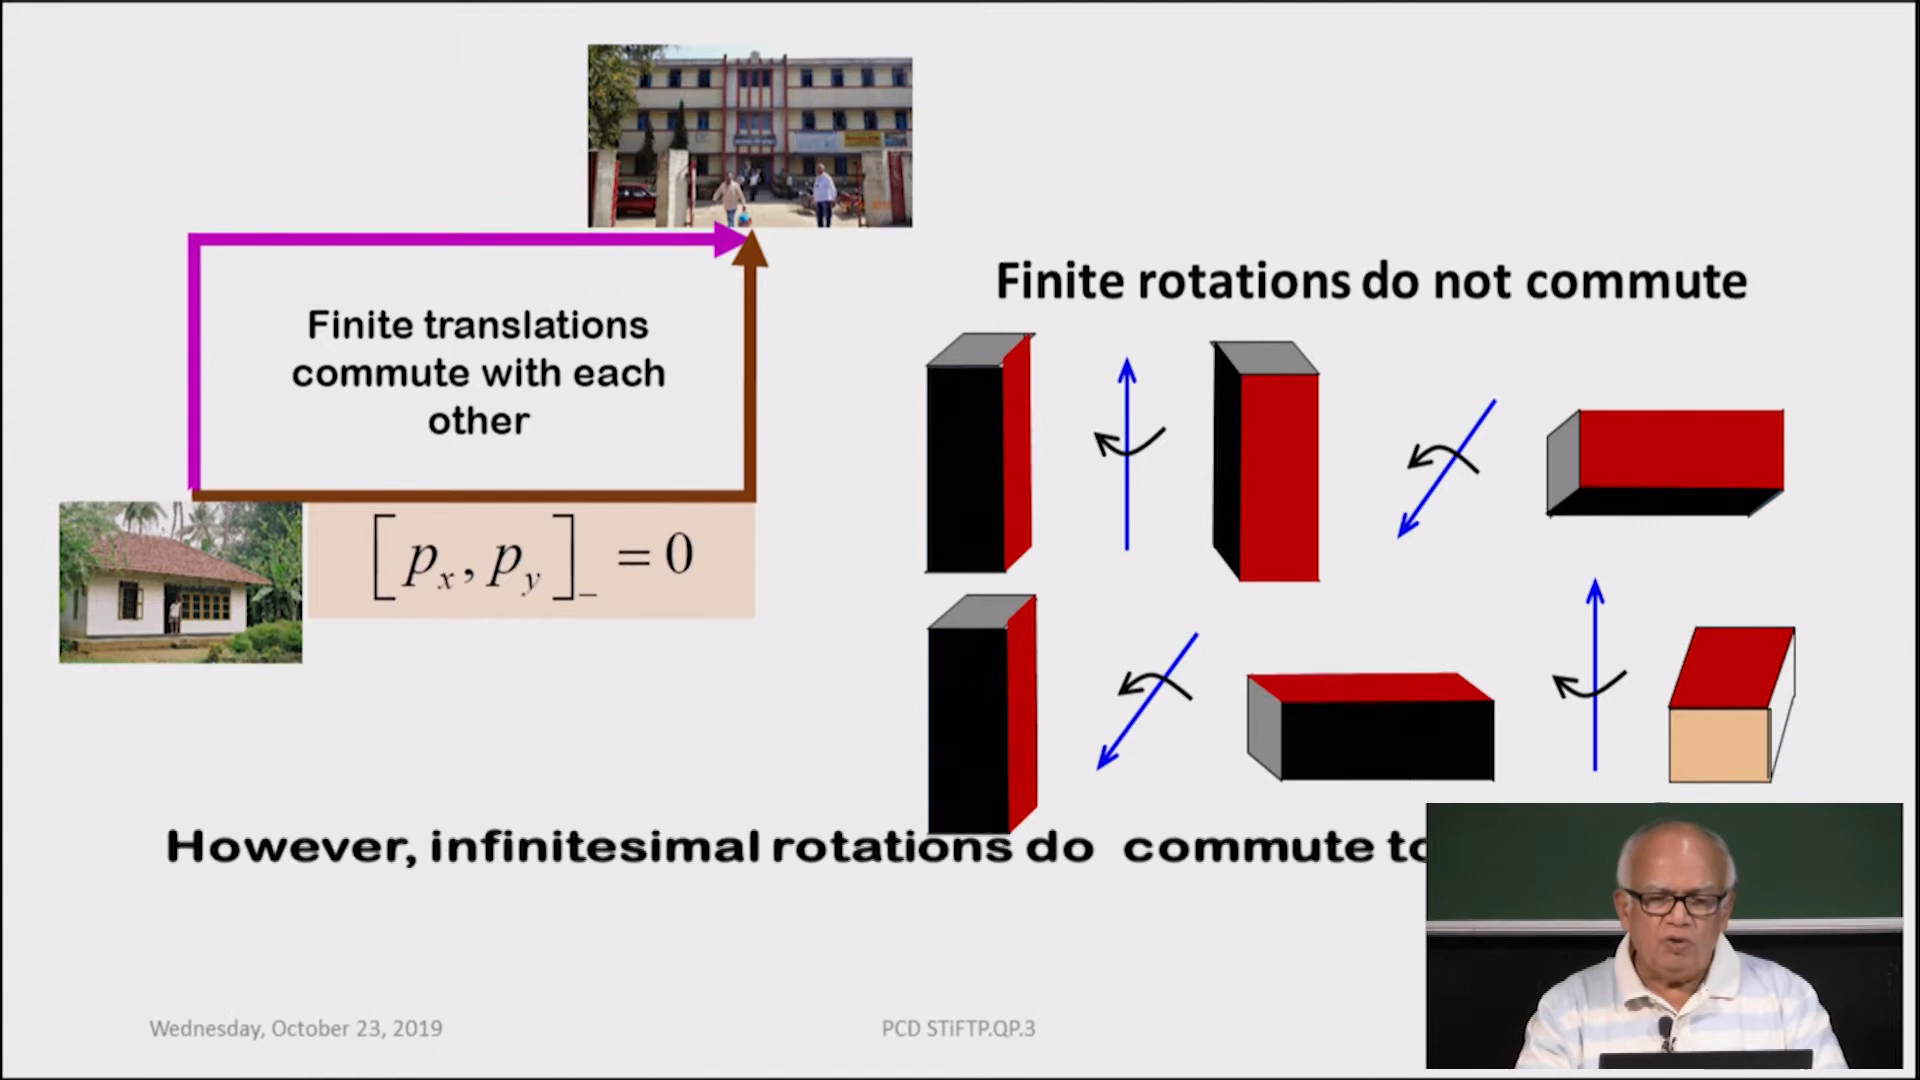 Finite translations
commute with each
other
[p_x, p_y]_- = 0
Finite rotations do not commute
However, infinitesimal rotations do commute to
Wednesday, October 23, 2019
PCD STiFTP.QP.3